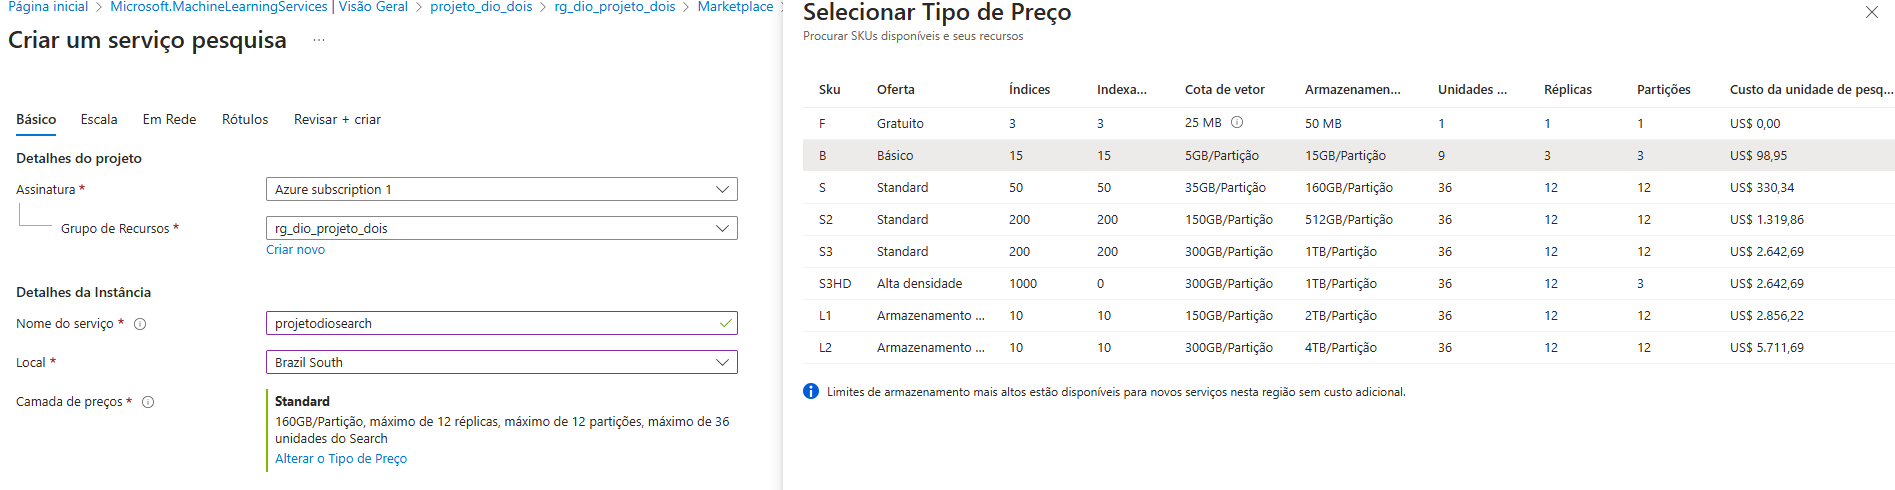 Página inicial > Microsoft.MachineLearningServices | Visão Geral > projeto_dio_dois > rg_dio_projeto_dois > Marketplace >
Criar um serviço pesquisa ...
Básico Escala Em Rede Rótulos Revisar + criar
Detalhes do projeto
Assinatura * Azure subscription 1
Grupo de Recursos * rg_dio_projeto_dois
Criar novo
Detalhes da Instância
Nome do serviço * projetodiosearch
Local * Brazil South
Camada de preços * Standard
160GB/Partição, máximo de 12 réplicas, máximo de 12 partições, máximo de 36
unidades do Search
Alterar o Tipo de Preço
Selecionar Tipo de Preço
Procurar SKUs disponíveis e seus recursos
Sku Oferta Índices Indexa... Cota de vetor Armazenamen... Unidades ... Réplicas Partições Custo da unidade de pesq...
F Gratuito 3 3 25 MB 50 MB 1 1 1 US$ 0,00
B Básico 15 15 5GB/Partição 15GB/Partição 9 3 3 US$ 98,95
S Standard 50 50 35GB/Partição 160GB/Partição 36 12 12 US$ 330,34
S2 Standard 200 200 150GB/Partição 512GB/Partição 36 12 12 US$ 1.319,86
S3 Standard 200 200 300GB/Partição 1TB/Partição 36 12 12 US$ 2.642,69
S3HD Alta densidade 1000 0 300GB/Partição 1TB/Partição 36 12 3 US$ 2.642,69
L1 Armazenamento ... 10 10 150GB/Partição 2TB/Partição 36 12 12 US$ 2.856,22
L2 Armazenamento ... 10 10 300GB/Partição 4TB/Partição 36 12 12 US$ 5.711,69
Limites de armazenamento mais altos estão disponíveis para novos serviços nesta região sem custo adicional.